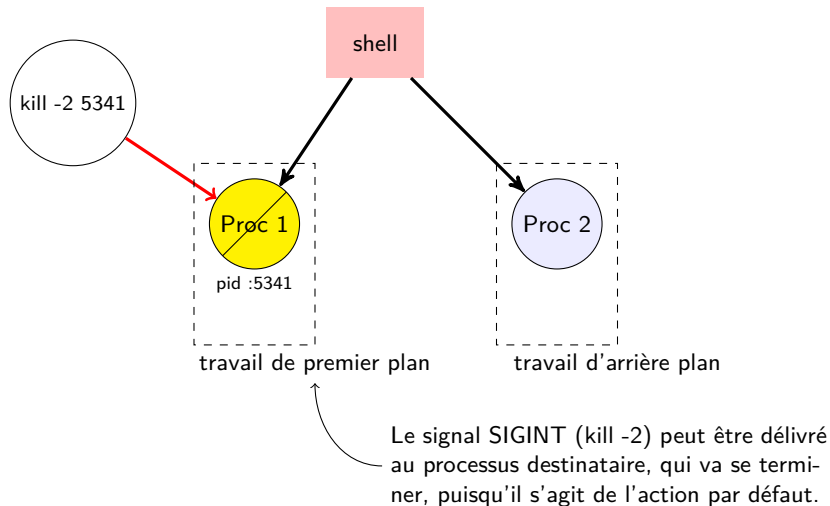 shell
kill -2 5341
Proc 1
Proc 2
pid :5341
travail de premier plan
travail d'arrière plan
Le signal SIGINT (kill -2) peut être délivré
au processus destinataire, qui va se termi-
ner, puisqu'il s'agit de l'action par défaut.